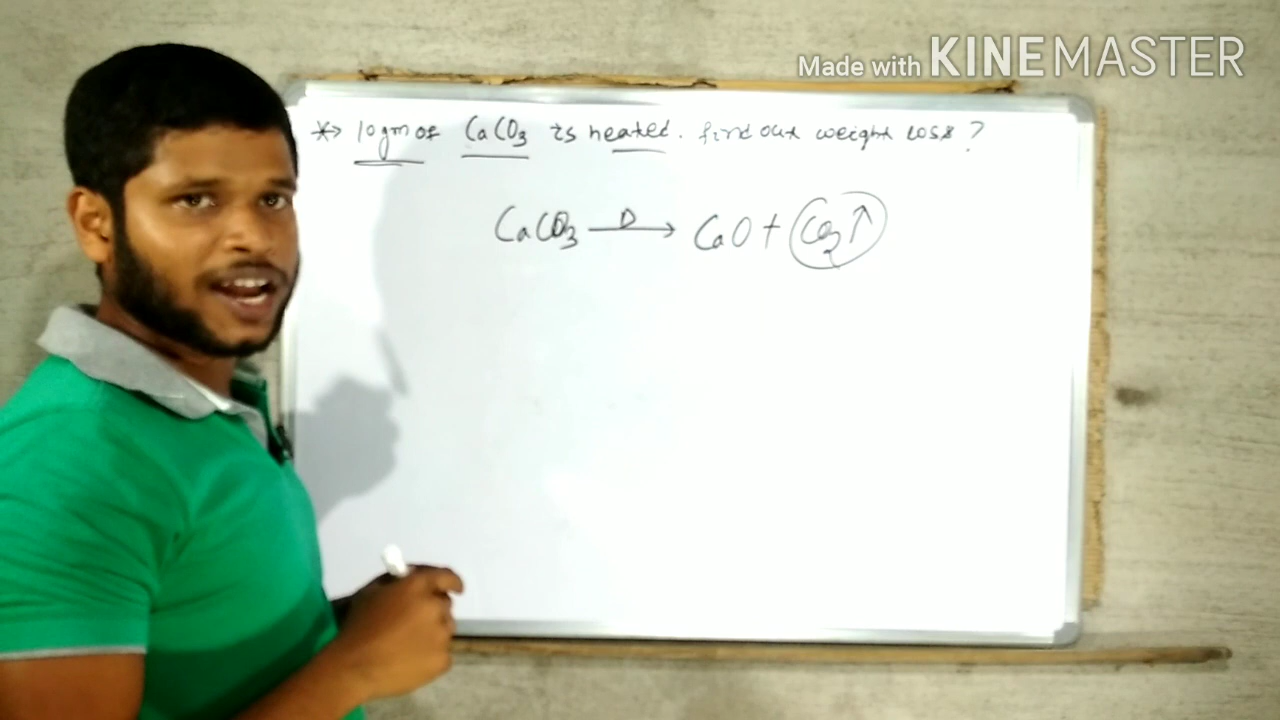 Made with KINEMASTER
*→ 10gm of CaCO3 is heated. find out weight loss ?
CaCO3 —Δ→ CaO + CO2↑